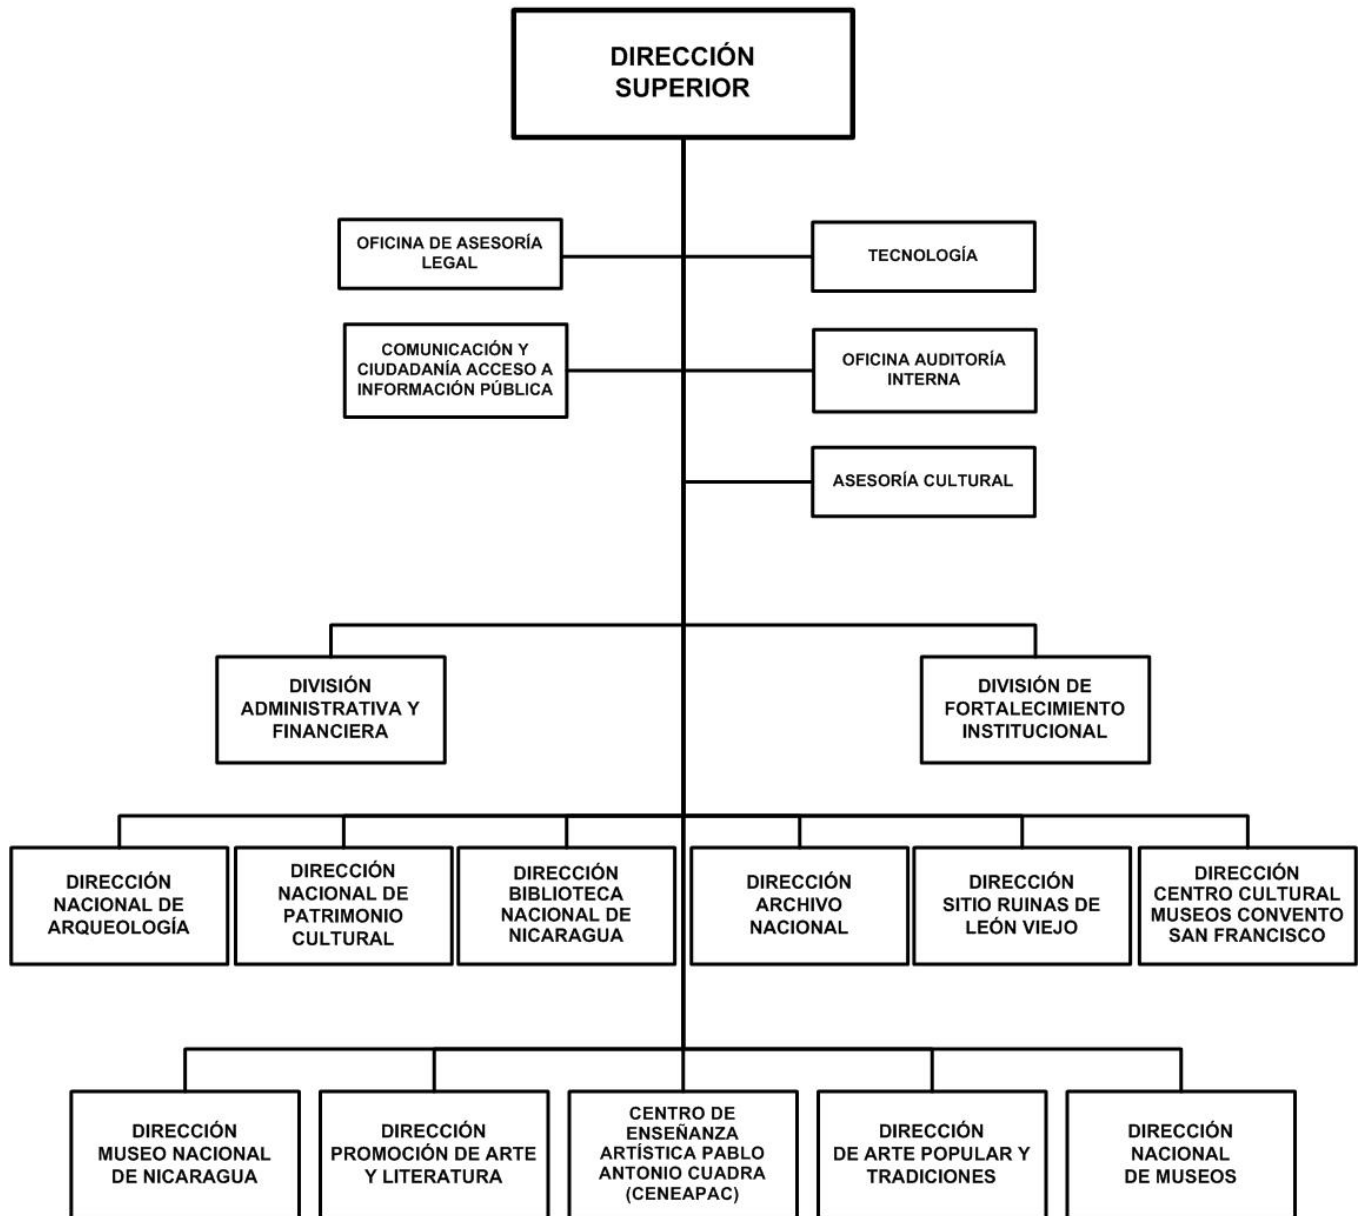 DIRECCIÓN
SUPERIOR
OFICINA DE ASESORÍA
LEGAL
TECNOLOGÍA
COMUNICACIÓN Y
CIUDADANÍA ACCESO A
INFORMACIÓN PÚBLICA
OFICINA AUDITORÍA
INTERNA
ASESORÍA CULTURAL
DIVISIÓN
ADMINISTRATIVA Y
FINANCIERA
DIVISIÓN DE
FORTALECIMIENTO
INSTITUCIONAL
DIRECCIÓN
NACIONAL DE
ARQUEOLOGÍA
DIRECCIÓN
NACIONAL DE
PATRIMONIO
CULTURAL
DIRECCIÓN
BIBLIOTECA
NACIONAL DE
NICARAGUA
DIRECCIÓN
ARCHIVO
NACIONAL
DIRECCIÓN
SITIO RUINAS DE
LEÓN VIEJO
DIRECCIÓN
CENTRO CULTURAL
MUSEOS CONVENTO
SAN FRANCISCO
DIRECCIÓN
MUSEO NACIONAL
DE NICARAGUA
DIRECCIÓN
PROMOCIÓN DE ARTE
Y LITERATURA
CENTRO DE
ENSEÑANZA
ARTÍSTICA PABLO
ANTONIO CUADRA
(CENEAPAC)
DIRECCIÓN
DE ARTE POPULAR Y
TRADICIONES
DIRECCIÓN
NACIONAL
DE MUSEOS